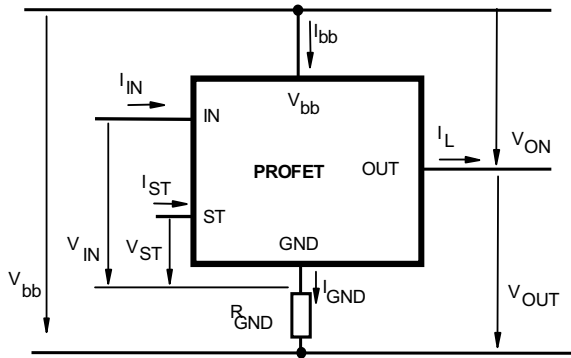 I bb
I IN
V bb
IN
I L
V ON
PROFET
OUT
I ST
ST
V IN
V ST
GND
V bb
I GND
V OUT
R GND